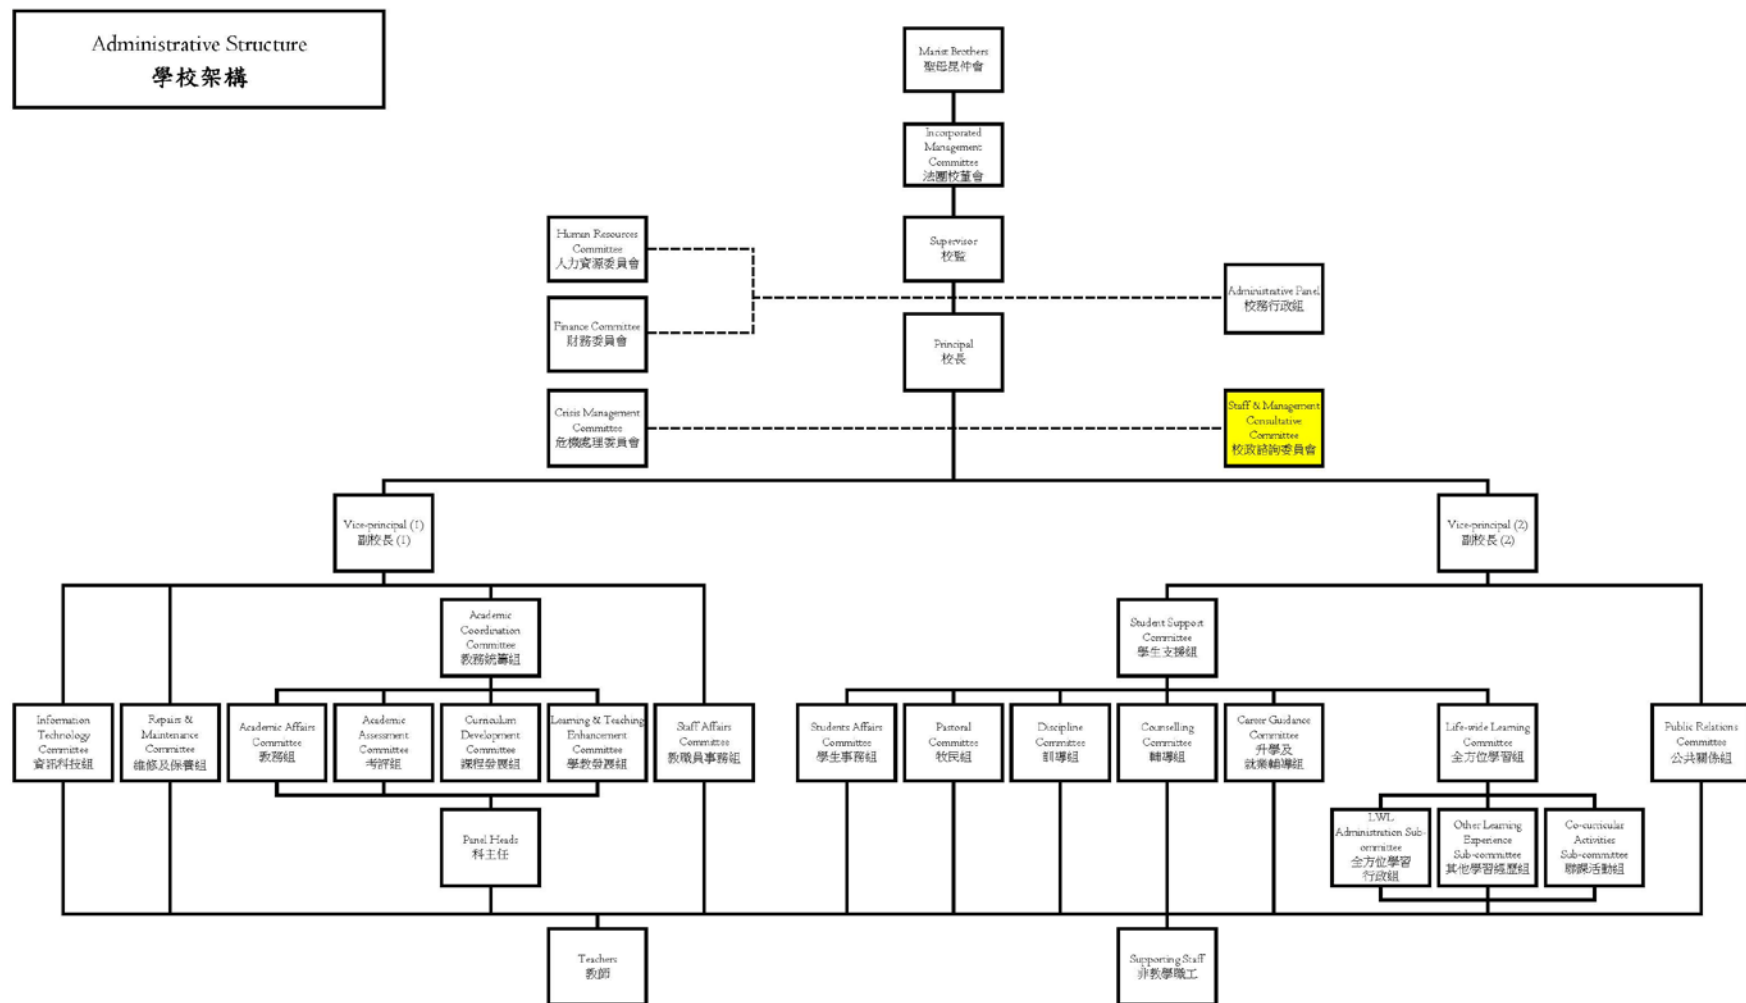 Administrative Structure
學校架構
Marist Brothers
聖母昆仲會
Incorporated
Management
Committee
法團校董會
Human Resources
Committee
人力資源委員會
Supervisor
校監
Administrative Panel
校務行政組
Finance Committee
財務委員會
Principal
校長
Crisis Management
Committee
危機處理委員會
Staff & Management
Consultative
Committee
校政諮詢委員會
Vice-principal (1)
副校長 (1)
Vice-principal (2)
副校長 (2)
Academic
Coordination
Committee
教務統籌組
Student Support
Committee
學生支援組
Information
Technology
Committee
資訊科技組
Repairs &
Maintenance
Committee
維修及保養組
Academic Affairs
Committee
教務組
Academic
Assessment
Committee
考評組
Curriculum
Development
Committee
課程發展組
Learning & Teaching
Enhancement
Committee
學教發展組
Staff Affairs
Committee
教職員事務組
Students Affairs
Committee
學生事務組
Pastoral
Committee
牧民組
Discipline
Committee
訓導組
Counselling
Committee
輔導組
Career Guidance
Committee
升學及
就業輔導組
Life-wide Learning
Committee
全方位學習組
Public Relations
Committee
公共關係組
Panel Heads
科主任
LWL
Administration Sub-
ommittee
全方位學習
行政組
Other Learning
Experience
Sub-committee
其他學習經歷組
Co-curricular
Activities
Sub-committee
聯課活動組
Teachers
教師
Supporting Staff
非教學職工